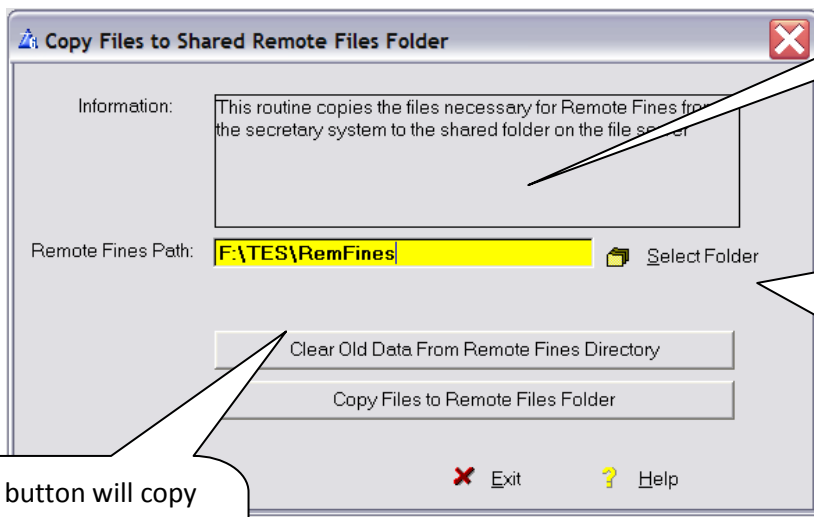 Copy Files to Shared Remote Files Folder
Information:
This routine copies the files necessary for Remote Fines from
the secretary system to the shared folder on the file server
Remote Fines Path:
F:\TES\RemFines
Select Folder
Clear Old Data From Remote Fines Directory
Copy Files to Remote Files Folder
Exit
Help
button will copy